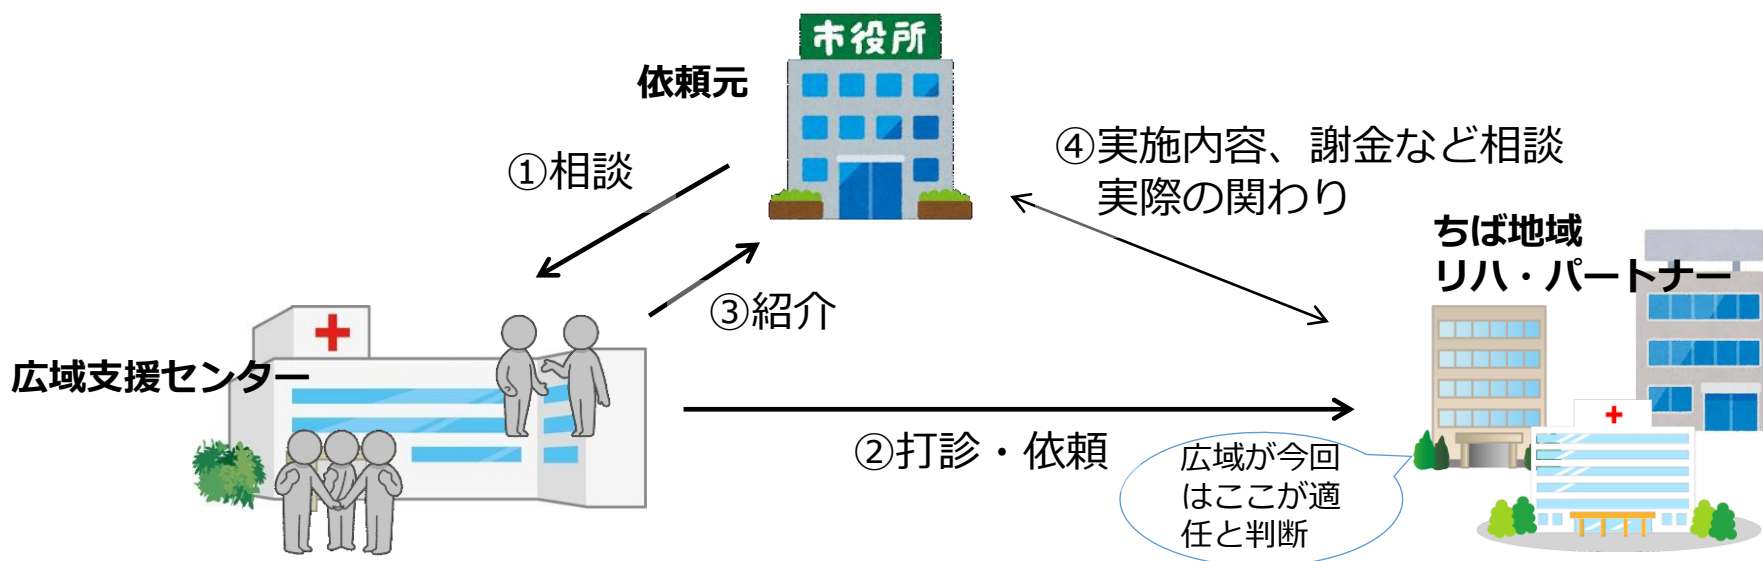 市役所
依頼元
①相談
④実施内容、謝金など相談
実際の関わり
ちば地域
リハ・パートナー
③紹介
広域支援センター
②打診・依頼
広域が今回
はここが適
任と判断